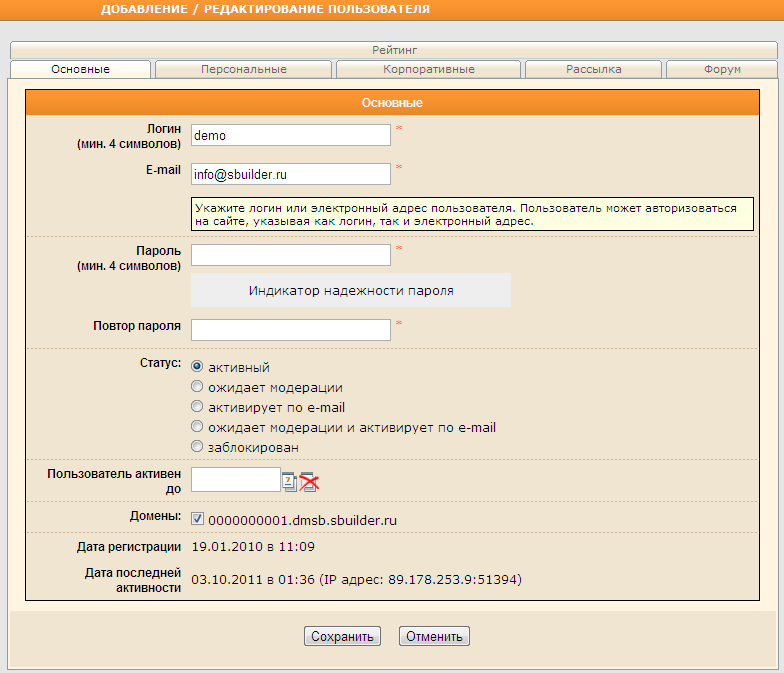 ДОБАВЛЕНИЕ / РЕДАКТИРОВАНИЕ ПОЛЬЗОВАТЕЛЯ
Рейтинг
Основные Персональные Корпоративные Рассылка Форум
Основные
Логин
(мин. 4 символов)
demo *
E-mail
info@sbuilder.ru *
Укажите логин или электронный адрес пользователя. Пользователь может авторизоваться
на сайте, указывая как логин, так и электронный адрес.
Пароль
(мин. 4 символов)
*
Индикатор надежности пароля
Повтор пароля *
Статус:
активный
ожидает модерации
активирует по e-mail
ожидает модерации и активирует по e-mail
заблокирован
Пользователь активен
до
Домены: 0000000001.dmsb.sbuilder.ru
Дата регистрации 19.01.2010 в 11:09
Дата последней
активности
03.10.2011 в 01:36 (IP адрес: 89.178.253.9:51394)
Сохранить Отменить